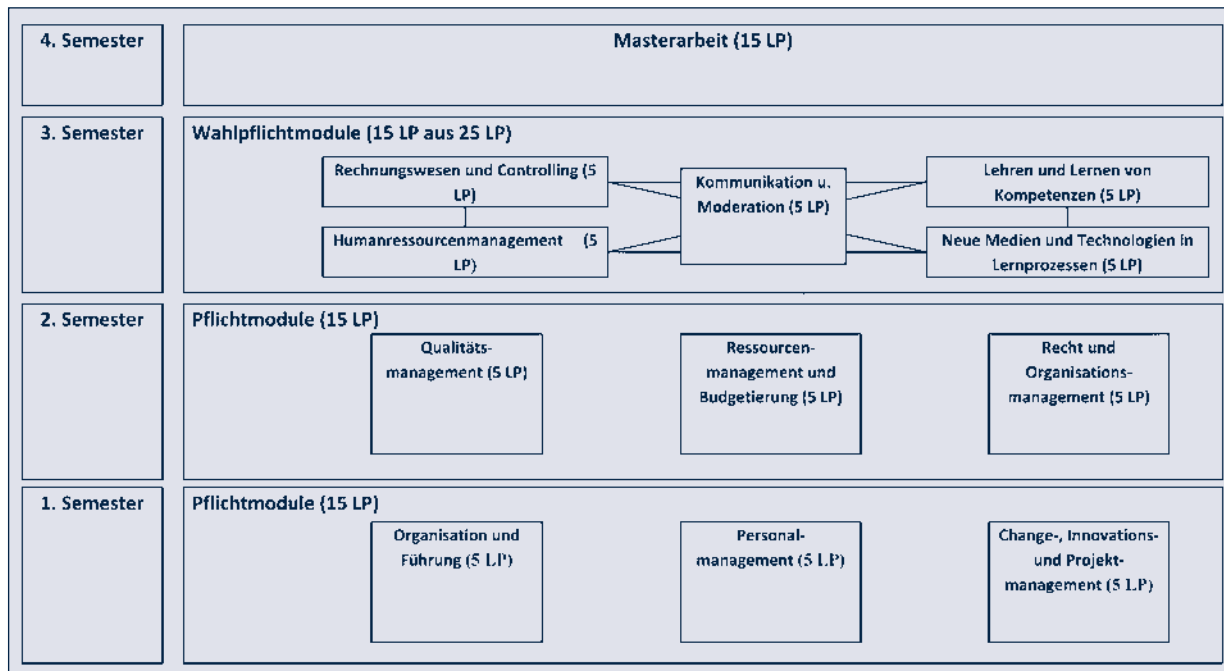 4. Semester
Masterarbeit (15 LP)
3. Semester
Wahlpflichtmodule (15 LP aus 25 LP)
Rechnungswesen und Controlling (5
LP)
Kommunikation u.
Moderation (5 LP)
Lehren und Lernen von
Kompetenzen (5 LP)
Humanressourcenmanagement (5
LP)
Neue Medien und Technologien in
Lernprozessen (5 LP)
2. Semester
Pflichtmodule (15 LP)
Qualitäts-
management (5 LP)
Ressourcen-
management und
Budgetierung (5 LP)
Recht und
Organisations-
management (5 LP)
1. Semester
Pflichtmodule (15 LP)
Organisation und
Führung (5 LP)
Personal-
management (5 LP)
Change-, Innovations-
und Projekt-
management (5 LP)